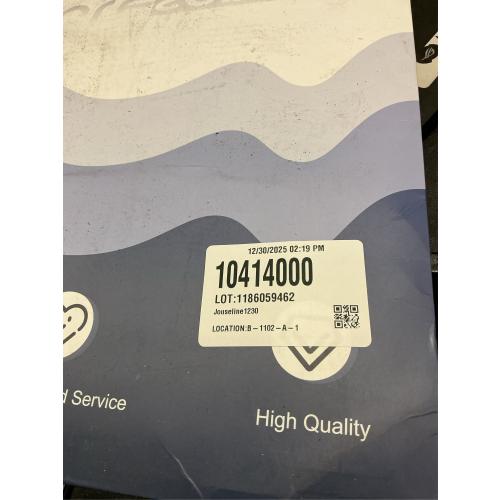 12/30/2025 02:19 PM
10414000
LOT:1186059462
Jouseline1230
LOCATION:B-1102-A-1
d Service
High Quality